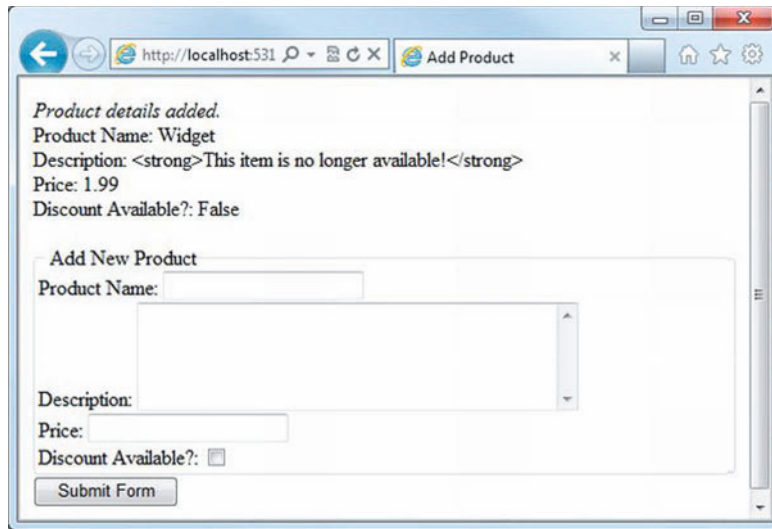 http://localhost:531
Add Product
Product details added.
Product Name: Widget
Description: <strong>This item is no longer available!</strong>
Price: 1.99
Discount Available?: False
Add New Product
Product Name:
Description:
Price:
Discount Available?:
Submit Form